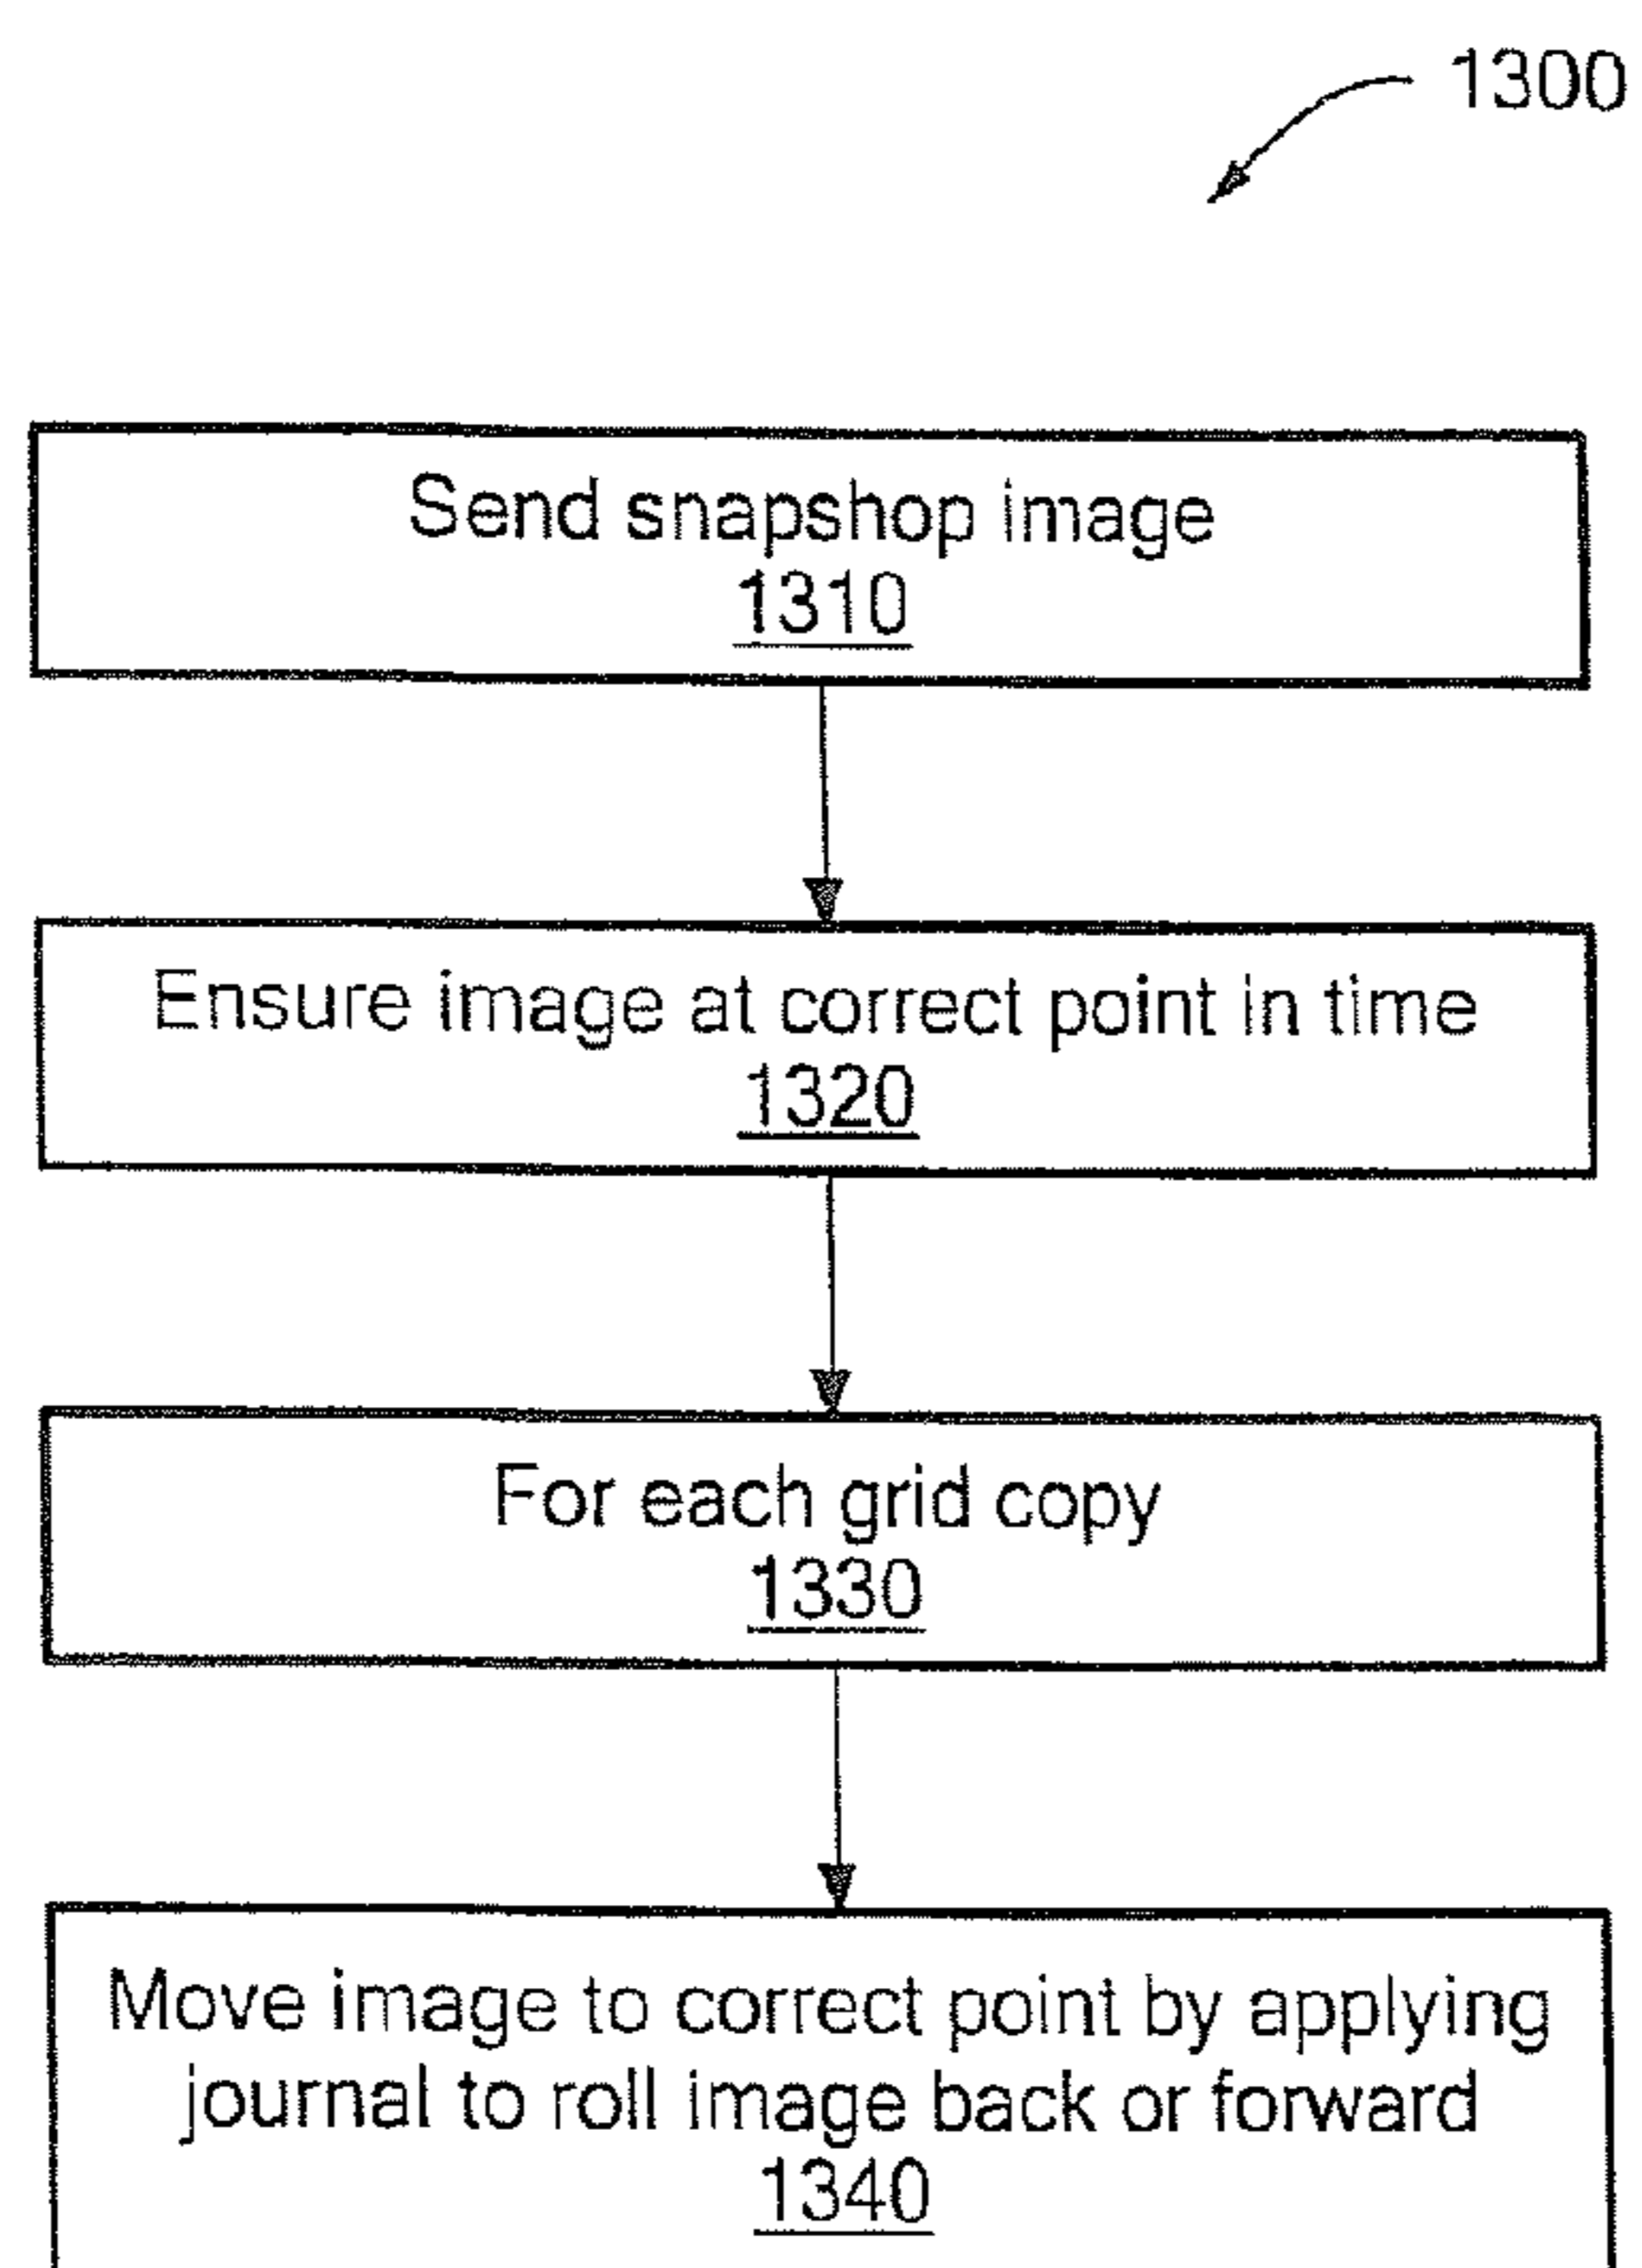 1300
Send snapshop image
1310
Ensure image at correct point in time
1320
For each grid copy
1330
Move image to correct point by applying
journal to roll image back or forward
1340